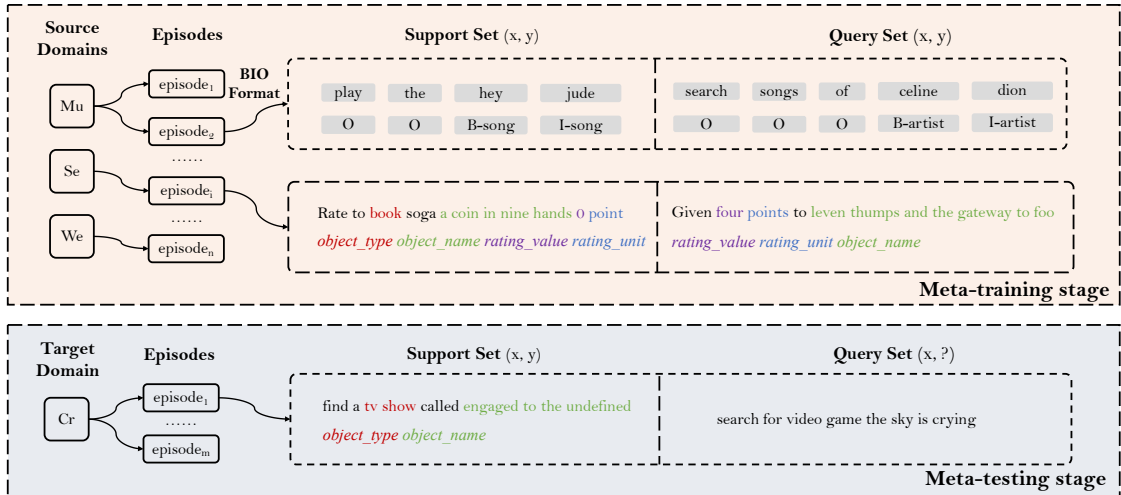 Source Domains
Episodes
Support Set (x, y)
Query Set (x, y)
BIO Format
Mu
episode1
episode2
......
Se
episodei
......
We
episoden
play the hey jude
O O B-song I-song
search songs of celine dion
O O O B-artist I-artist
Rate to book soga a coin in nine hands 0 point
object_type object_name rating_value rating_unit
Given four points to leven thumps and the gateway to foo
rating_value rating_unit object_name
Meta-training stage
Target Domain
Episodes
Support Set (x, y)
Query Set (x, ?)
Cr
episode1
......
episodem
find a tv show called engaged to the undefined
object_type object_name
search for video game the sky is crying
Meta-testing stage